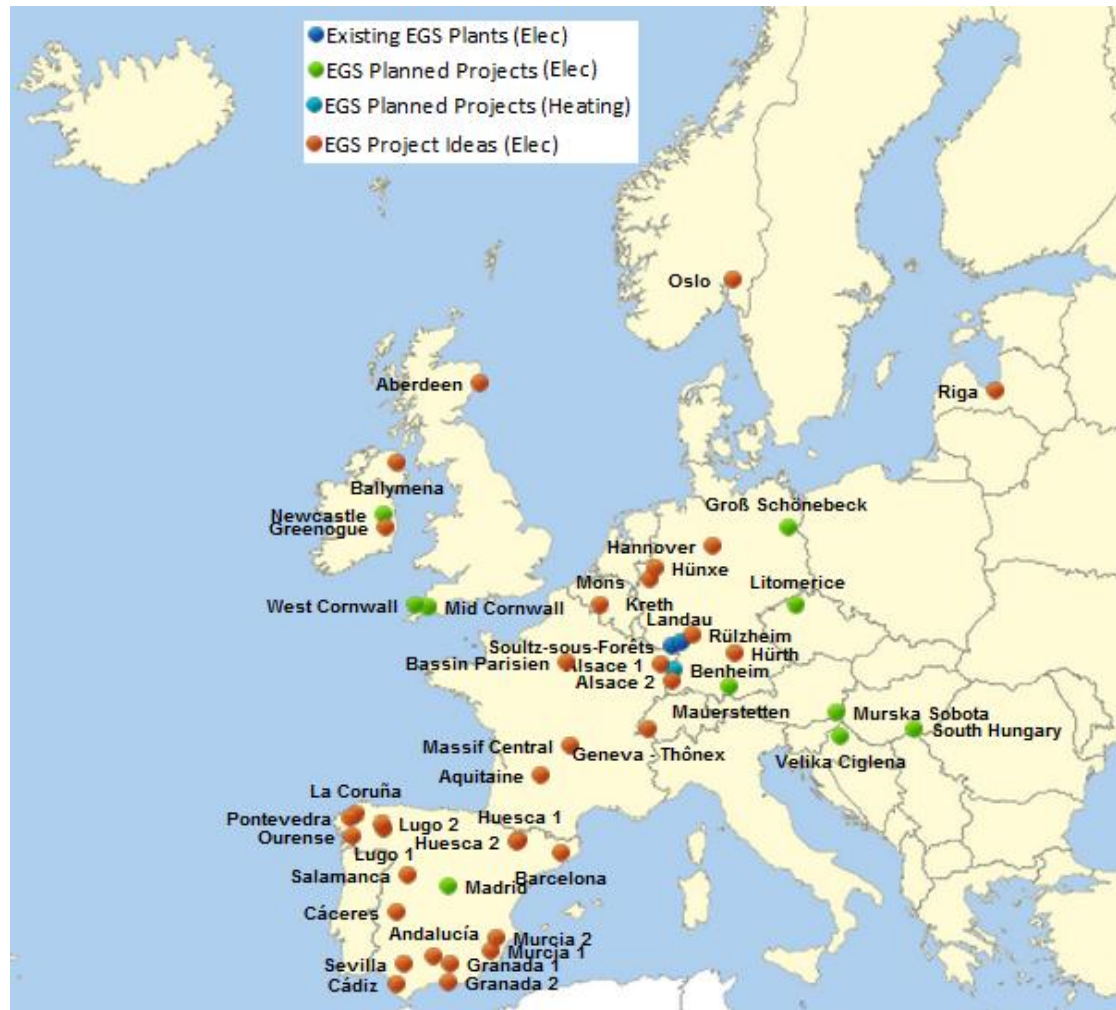 Existing EGS Plants (Elec)
EGS Planned Projects (Elec)
EGS Planned Projects (Heating)
EGS Project Ideas (Elec)
Oslo
Aberdeen
Riga
Ballymena
Newcastle
Greenogue
Groß Schönebeck
Hannover
Hünxe
Mons
Kreth
Litomerice
West Cornwall
Mid Cornwall
Landau
Rülzheim
Soultz-sous-Forêts
Hürth
Bassin Parisien
Alsace 1
Benheim
Alsace 2
Mauerstetten
Murska Sobota
South Hungary
Velika Ciglena
Massif Central
Geneva - Thônex
Aquitaine
La Coruña
Pontevedra
Ourense
Lugo 2
Lugo 1
Huesca 1
Huesca 2
Salamanca
Barcelona
Madrid
Cáceres
Andalucía
Murcia 2
Murcia 1
Sevilla
Granada 1
Cádiz
Granada 2